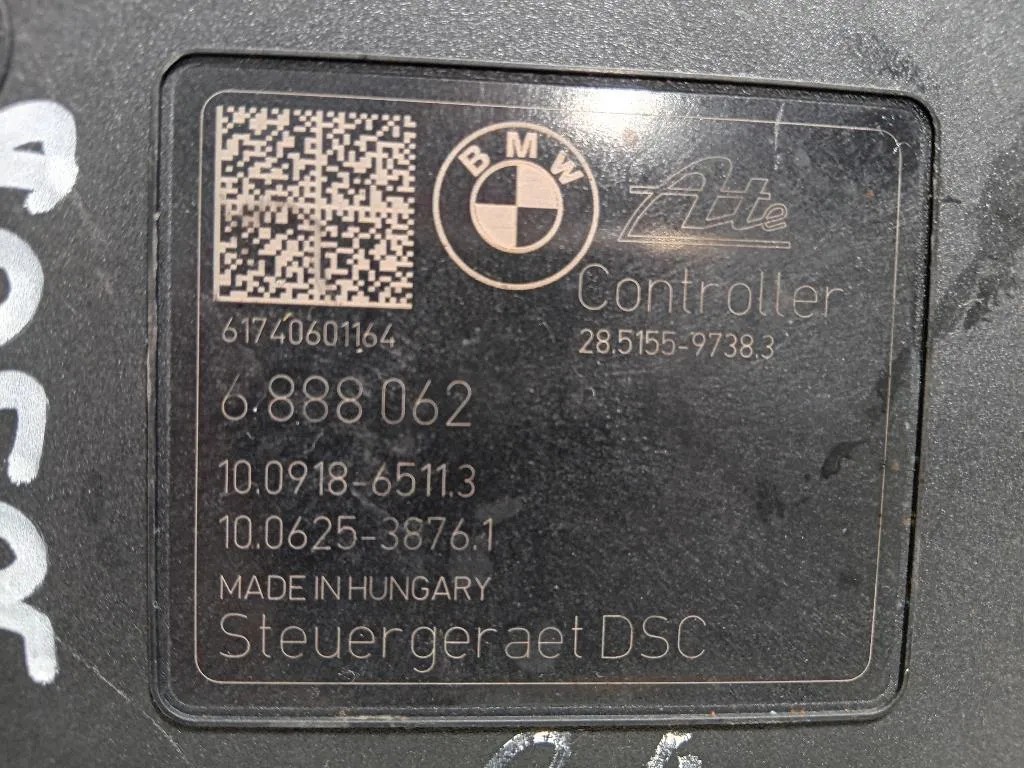 BMW
Ate
Controller
61740601164
28.5155-9738.3
6.888 062
10.0918-6511.3
10.0625-3876.1
MADE IN HUNGARY
Steuergeraet DSC